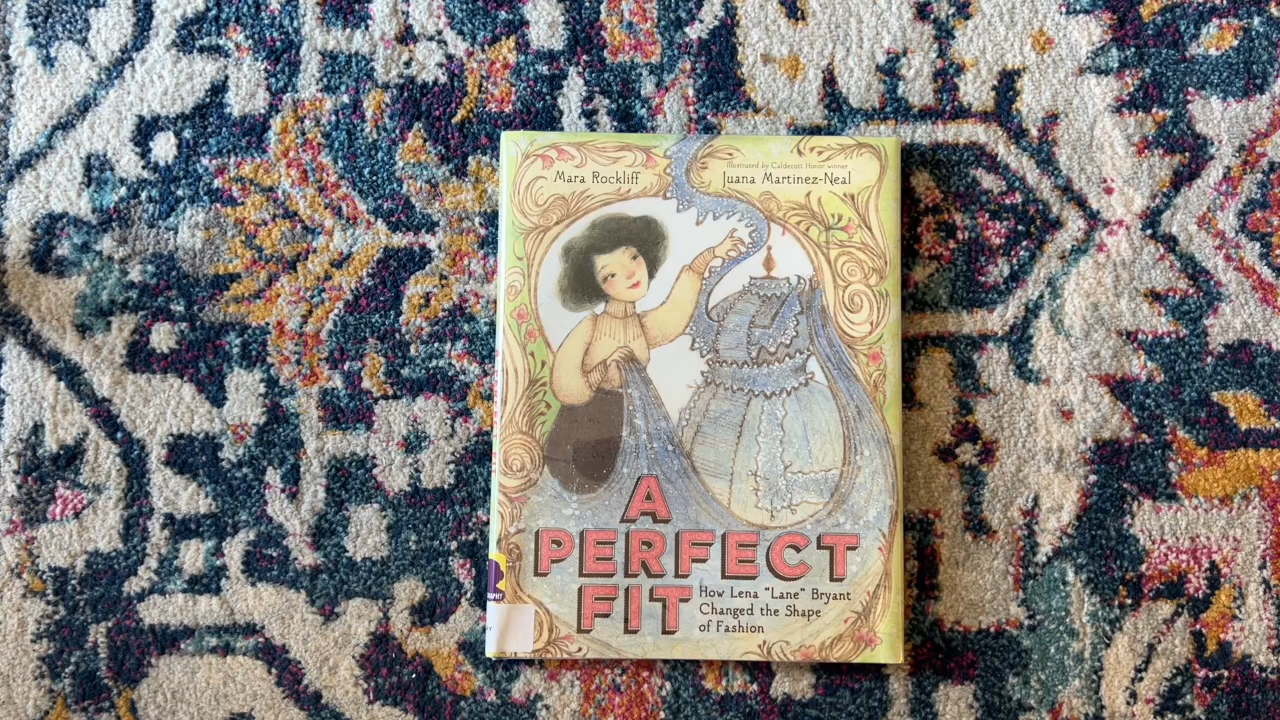 Mara Rockliff
Illustrated by Caldecott Honor winner
Juana Martinez-Neal
A
PERFECT
FIT
How Lena “Lane” Bryant
Changed the Shape
of Fashion